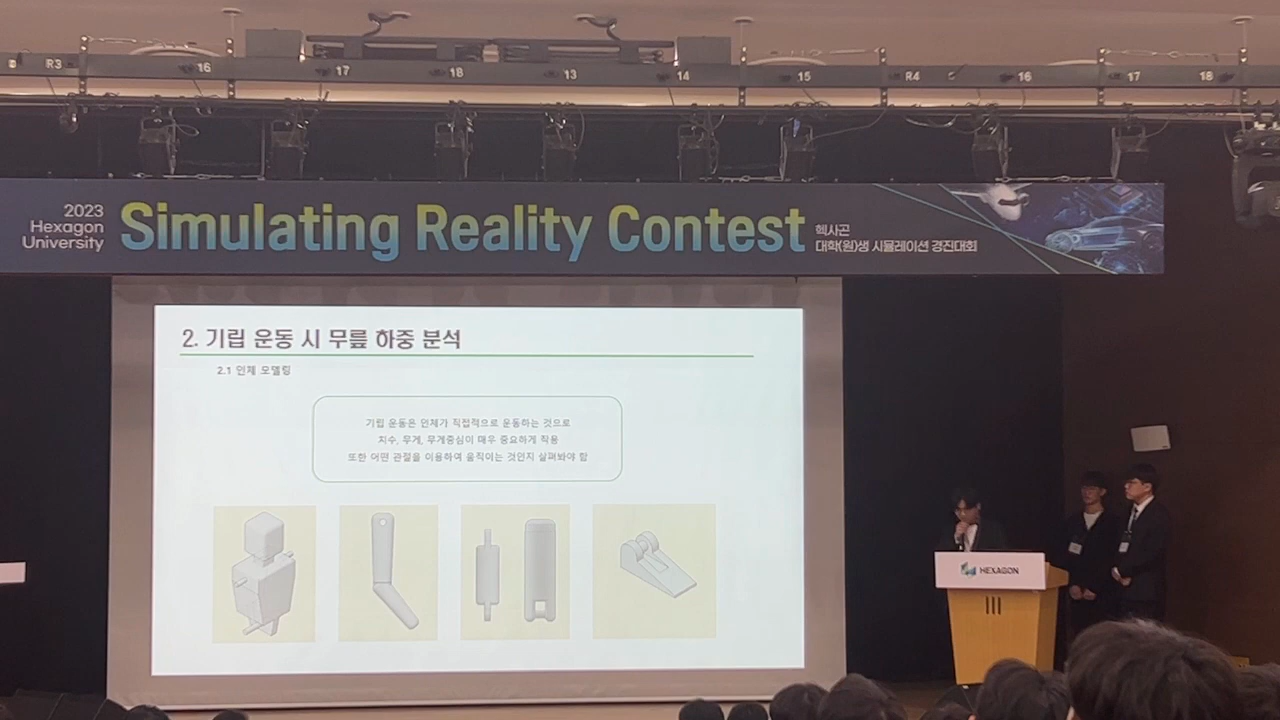 R3
16
17
18
13
14
15
R4
16
17
18
2023
Hexagon
University
Simulating Reality Contest
헥사곤
대학(원)생 시뮬레이션 경진대회
2. 기립 운동 시 무릎 하중 분석
2.1 인체 모델링
기립 운동은 인체가 직접적으로 운동하는 것으로
치수, 무게, 무게중심이 매우 중요하게 작용
또한 어떤 관절을 이용하여 움직이는 것인지 살펴봐야 함
HEXAGON